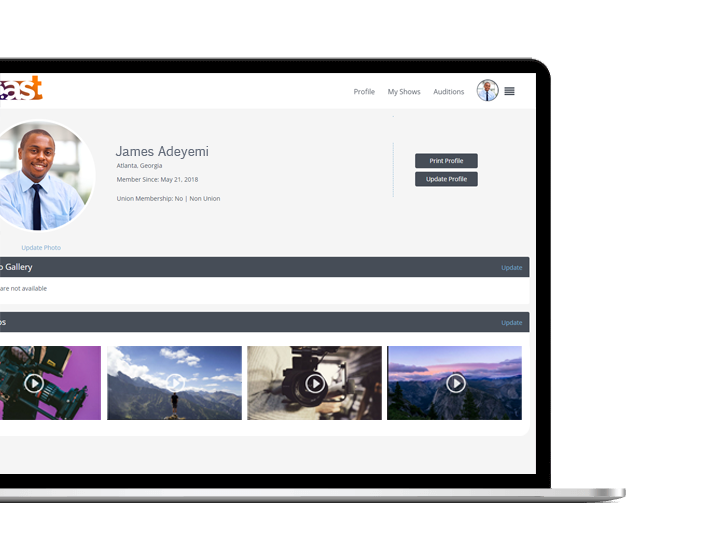 ast
Profile My Shows Auditions
James Adeyemi
Atlanta, Georgia
Member Since: May 21, 2018
Union Membership: No | Non Union
Print Profile
Update Profile
Update Photo
Gallery Update
are not available
Update